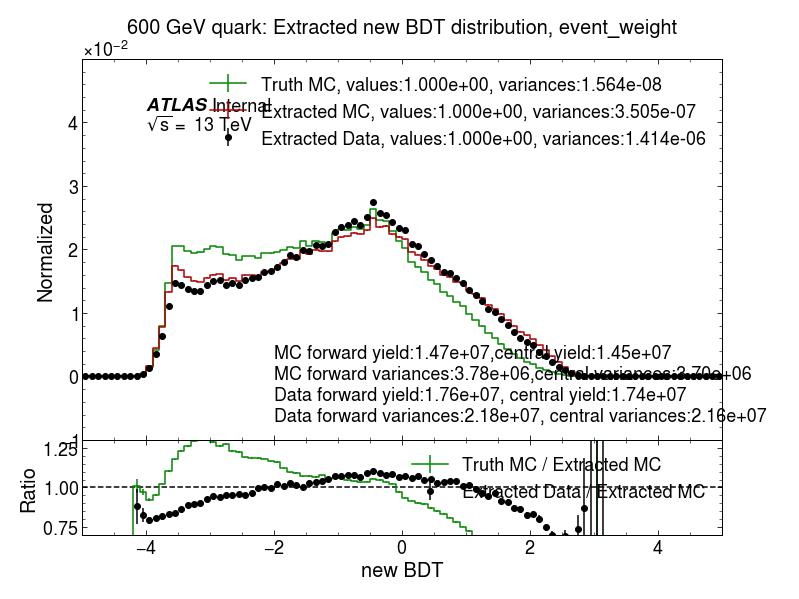 600 GeV quark: Extracted new BDT distribution, event_weight
×10⁻²
Truth MC, values:1.000e+00, variances:1.564e-08
ATLAS Internal
Extracted MC, values:1.000e+00, variances:3.505e-07
√s = 13 TeV
Extracted Data, values:1.000e+00, variances:1.414e-06
4
3
2
1
0
−1
Normalized
MC forward yield:1.47e+07,central yield:1.45e+07
MC forward variances:3.78e+06,central variances:3.70e+06
Data forward yield:1.76e+07, central yield:1.74e+07
Data forward variances:2.18e+07, central variances:2.16e+07
1.25
1.00
0.75
Ratio
Truth MC / Extracted MC
Extracted Data / Extracted MC
−4 −2 0 2 4
new BDT